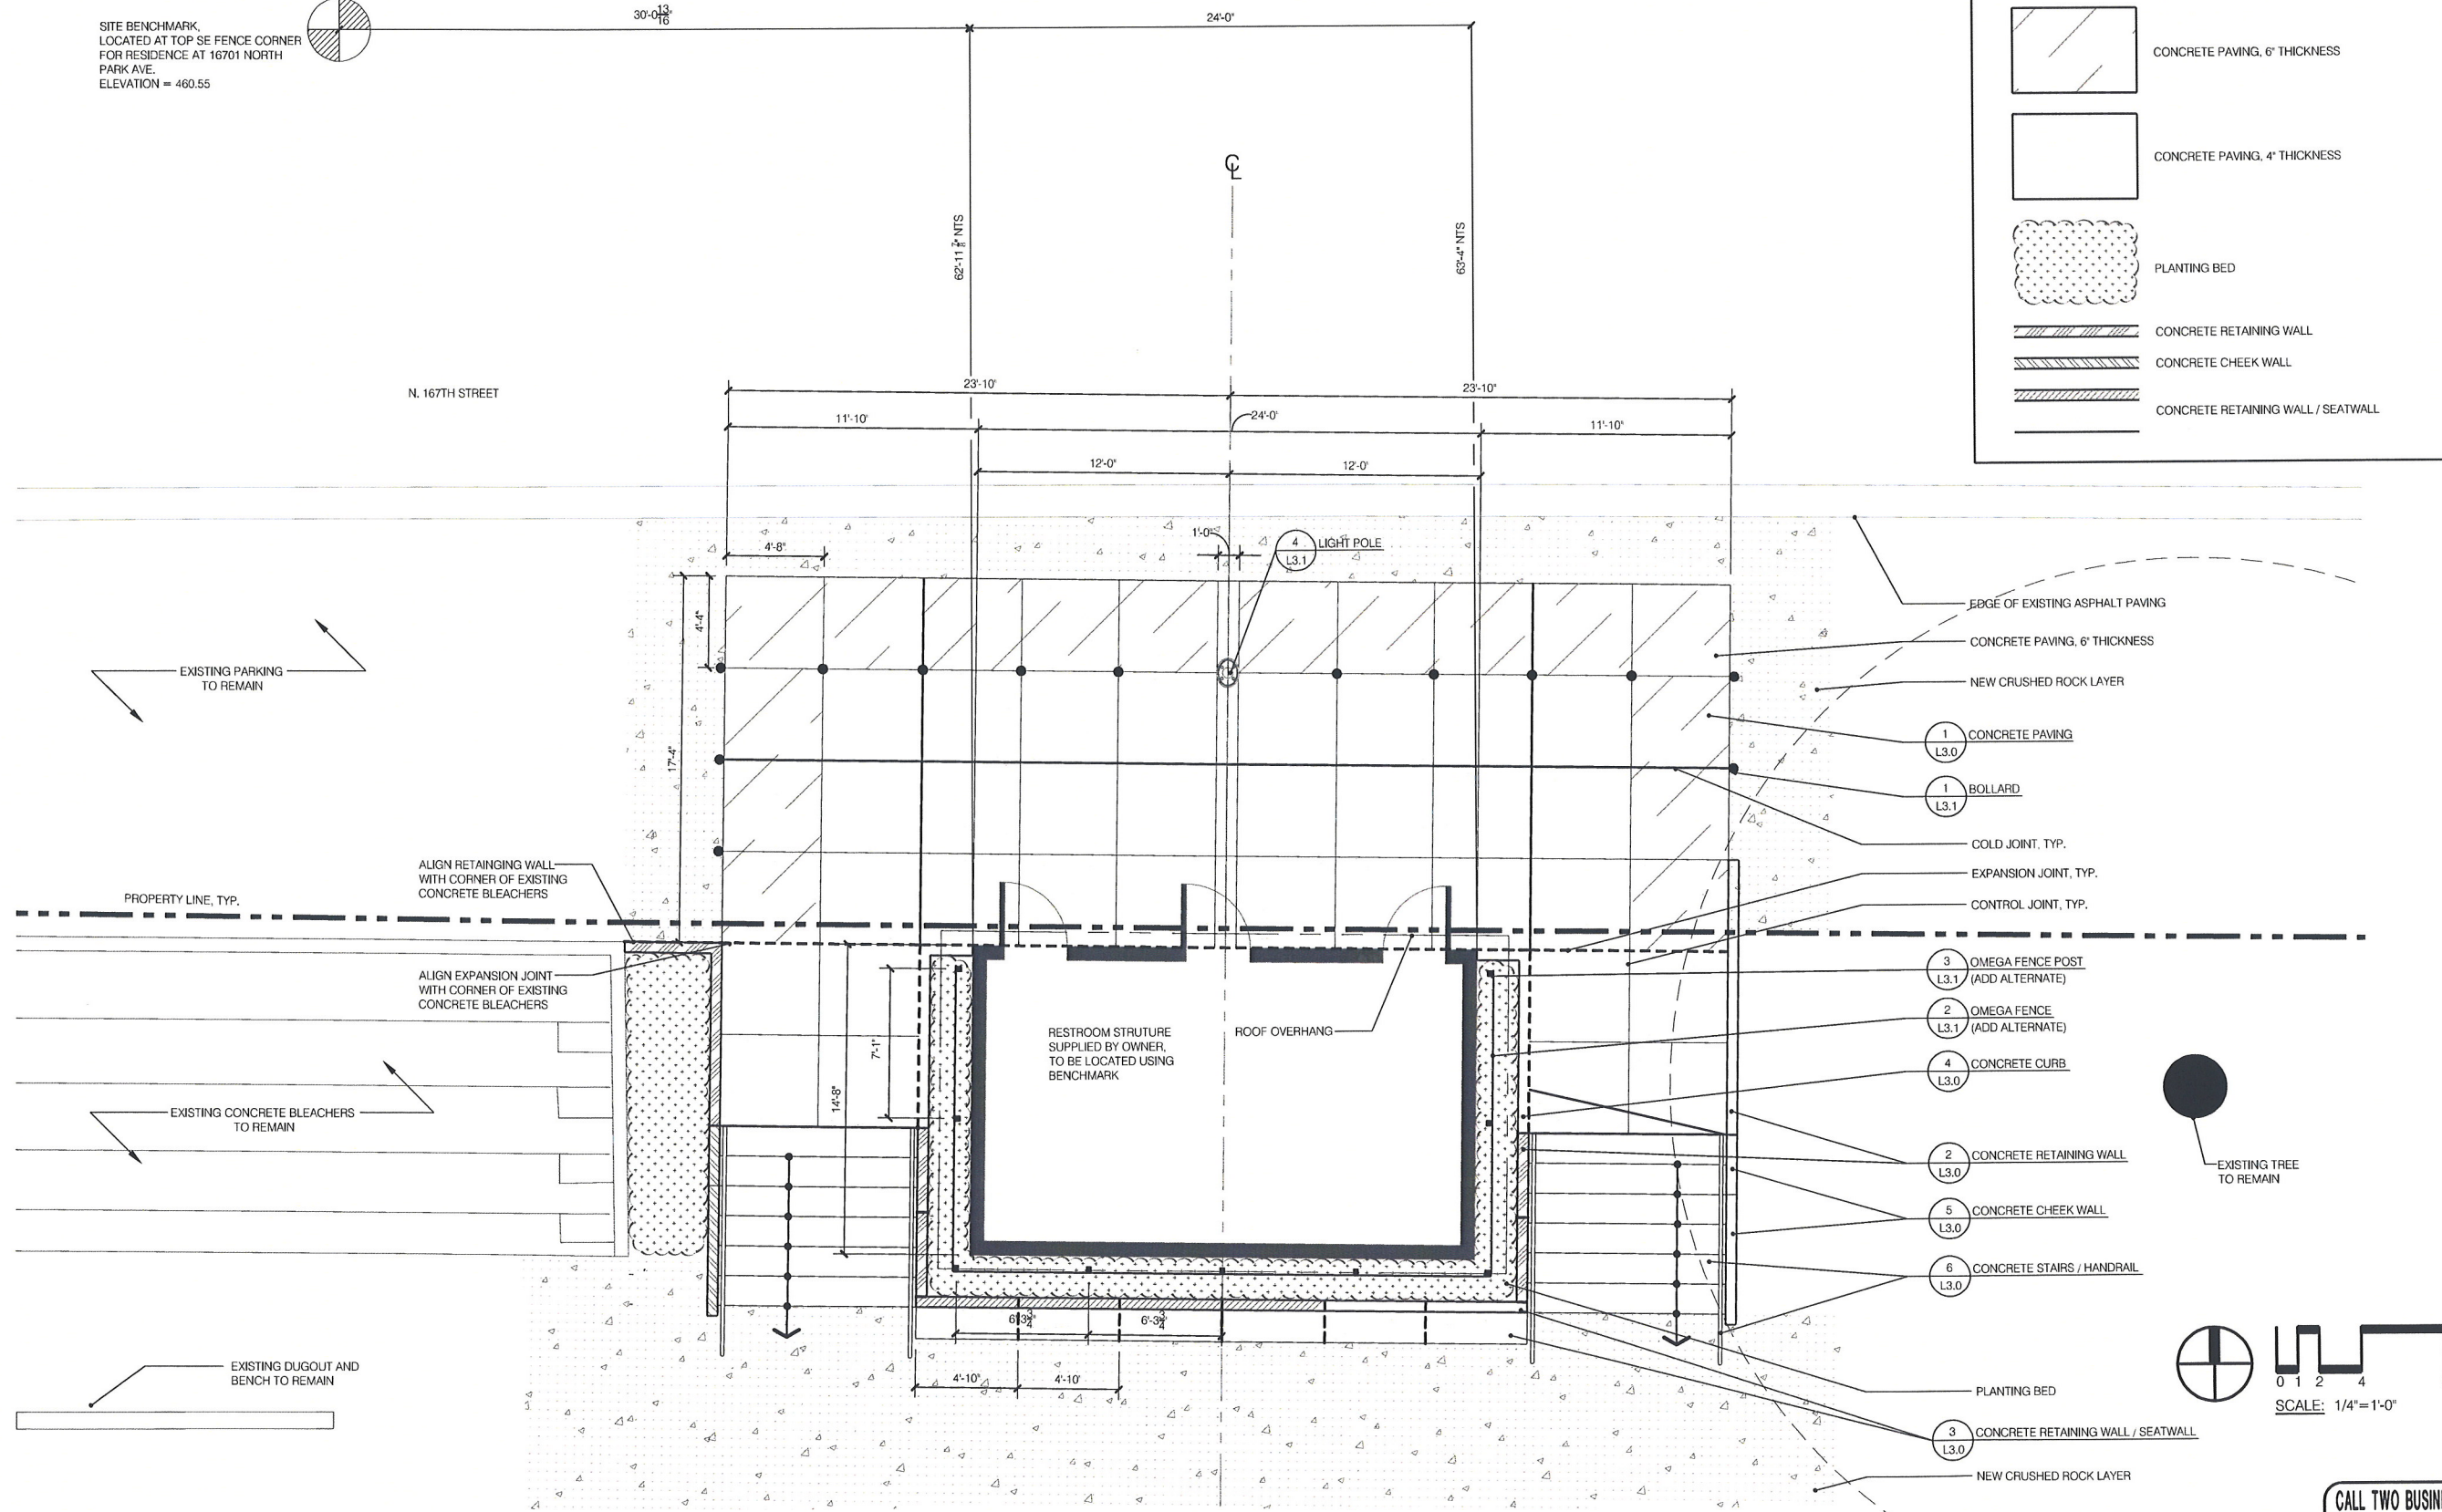 SITE BENCHMARK,
LOCATED AT TOP SE FENCE CORNER
FOR RESIDENCE AT 16701 NORTH
PARK AVE.
ELEVATION = 460.55
30'-0 13/16"
24'-0"
CONCRETE PAVING, 6" THICKNESS
CONCRETE PAVING, 4" THICKNESS
PLANTING BED
CONCRETE RETAINING WALL
CONCRETE CHEEK WALL
CONCRETE RETAINING WALL / SEATWALL
CL
62'-11 7/8" NTS
63'-4" NTS
N. 167TH STREET
23'-10"
23'-10"
11'-10"
24'-0"
11'-10"
12'-0"
12'-0"
4'-8"
1'-0"
4
L3.1
LIGHT POLE
4'-4"
17'-4"
EXISTING PARKING
TO REMAIN
EDGE OF EXISTING ASPHALT PAVING
CONCRETE PAVING, 6" THICKNESS
NEW CRUSHED ROCK LAYER
1
L3.0
CONCRETE PAVING
1
L3.1
BOLLARD
COLD JOINT, TYP.
EXPANSION JOINT, TYP.
CONTROL JOINT, TYP.
ALIGN RETAINGING WALL
WITH CORNER OF EXISTING
CONCRETE BLEACHERS
PROPERTY LINE, TYP.
ALIGN EXPANSION JOINT
WITH CORNER OF EXISTING
CONCRETE BLEACHERS
3
L3.1
OMEGA FENCE POST
(ADD ALTERNATE)
2
L3.1
OMEGA FENCE
(ADD ALTERNATE)
4
L3.0
CONCRETE CURB
7'-1"
14'-8"
RESTROOM STRUTURE
SUPPLIED BY OWNER,
TO BE LOCATED USING
BENCHMARK
ROOF OVERHANG
EXISTING CONCRETE BLEACHERS
TO REMAIN
2
L3.0
CONCRETE RETAINING WALL
EXISTING TREE
TO REMAIN
5
L3.0
CONCRETE CHEEK WALL
6
L3.0
CONCRETE STAIRS / HANDRAIL
6'-3 3/4"
6'-3 3/4"
4'-10"
4'-10"
EXISTING DUGOUT AND
BENCH TO REMAIN
PLANTING BED
3
L3.0
CONCRETE RETAINING WALL / SEATWALL
NEW CRUSHED ROCK LAYER
0 1 2 4
SCALE: 1/4"=1'-0"
CALL TWO BUSIN